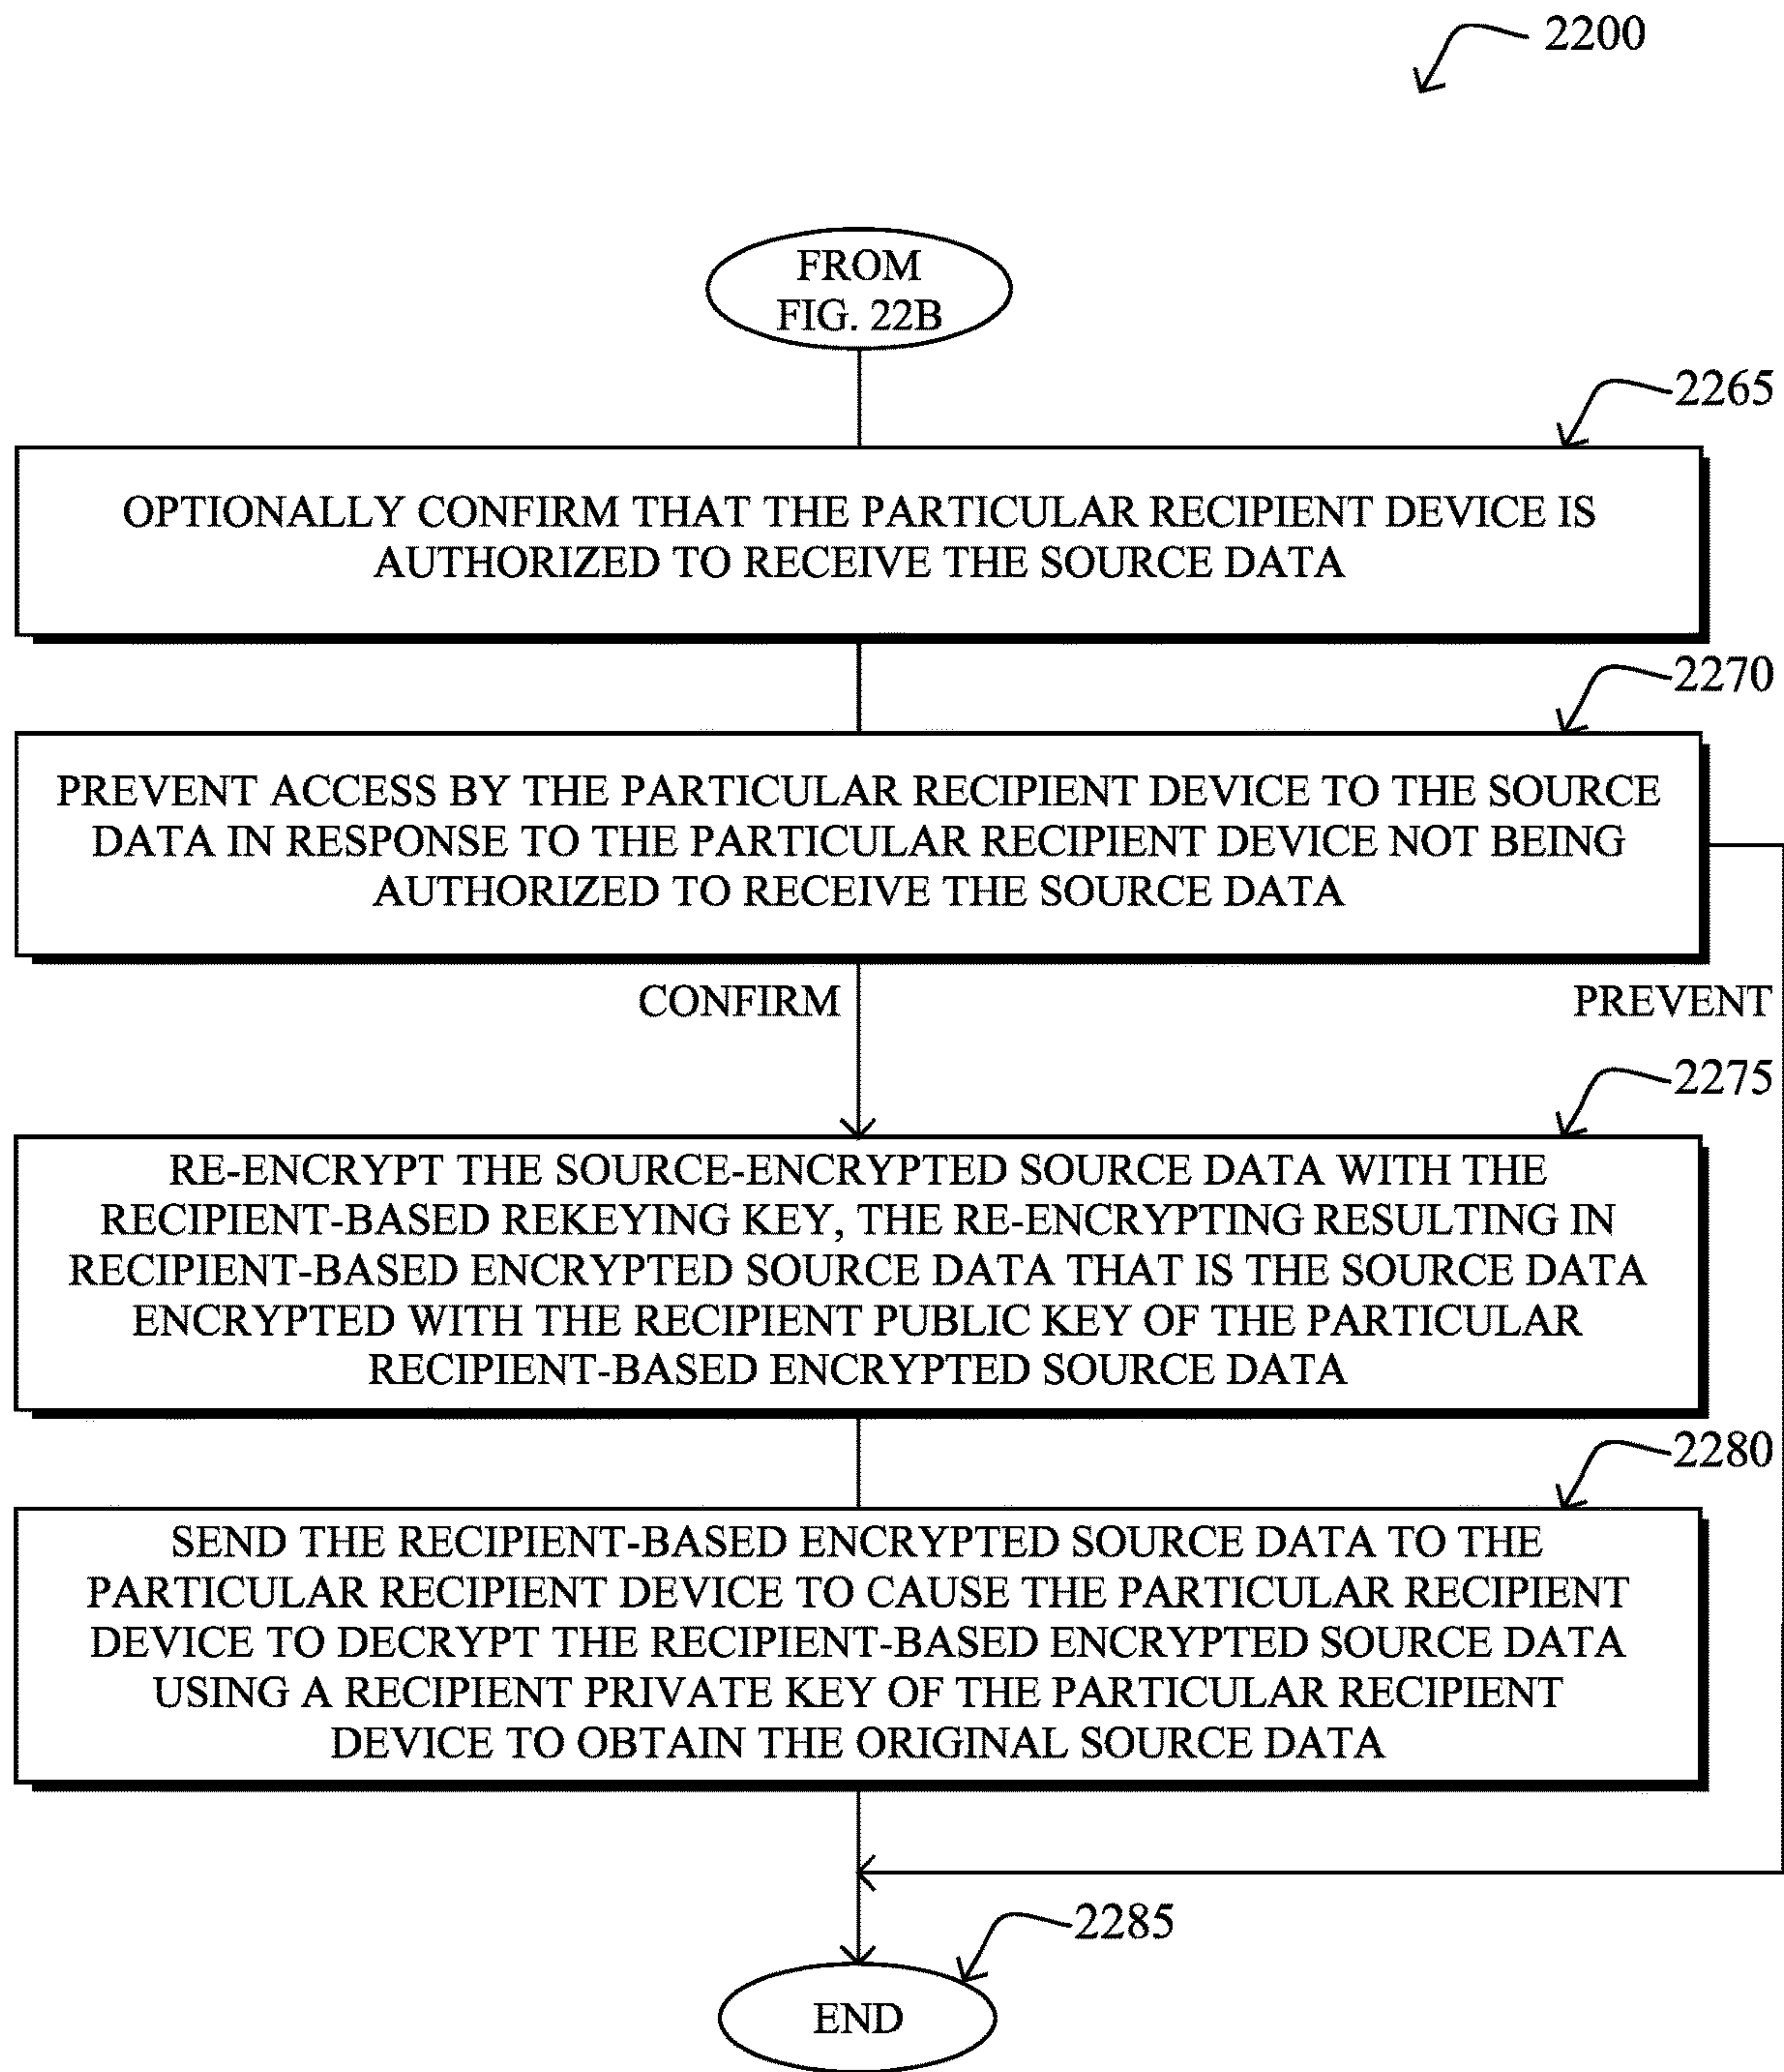 2200
FROM
FIG. 22B
2265
OPTIONALLY CONFIRM THAT THE PARTICULAR RECIPIENT DEVICE IS
AUTHORIZED TO RECEIVE THE SOURCE DATA
2270
PREVENT ACCESS BY THE PARTICULAR RECIPIENT DEVICE TO THE SOURCE
DATA IN RESPONSE TO THE PARTICULAR RECIPIENT DEVICE NOT BEING
AUTHORIZED TO RECEIVE THE SOURCE DATA
CONFIRM
PREVENT
2275
RE-ENCRYPT THE SOURCE-ENCRYPTED SOURCE DATA WITH THE
RECIPIENT-BASED REKEYING KEY, THE RE-ENCRYPTING RESULTING IN
RECIPIENT-BASED ENCRYPTED SOURCE DATA THAT IS THE SOURCE DATA
ENCRYPTED WITH THE RECIPIENT PUBLIC KEY OF THE PARTICULAR
RECIPIENT-BASED ENCRYPTED SOURCE DATA
2280
SEND THE RECIPIENT-BASED ENCRYPTED SOURCE DATA TO THE
PARTICULAR RECIPIENT DEVICE TO CAUSE THE PARTICULAR RECIPIENT
DEVICE TO DECRYPT THE RECIPIENT-BASED ENCRYPTED SOURCE DATA
USING A RECIPIENT PRIVATE KEY OF THE PARTICULAR RECIPIENT
DEVICE TO OBTAIN THE ORIGINAL SOURCE DATA
2285
END